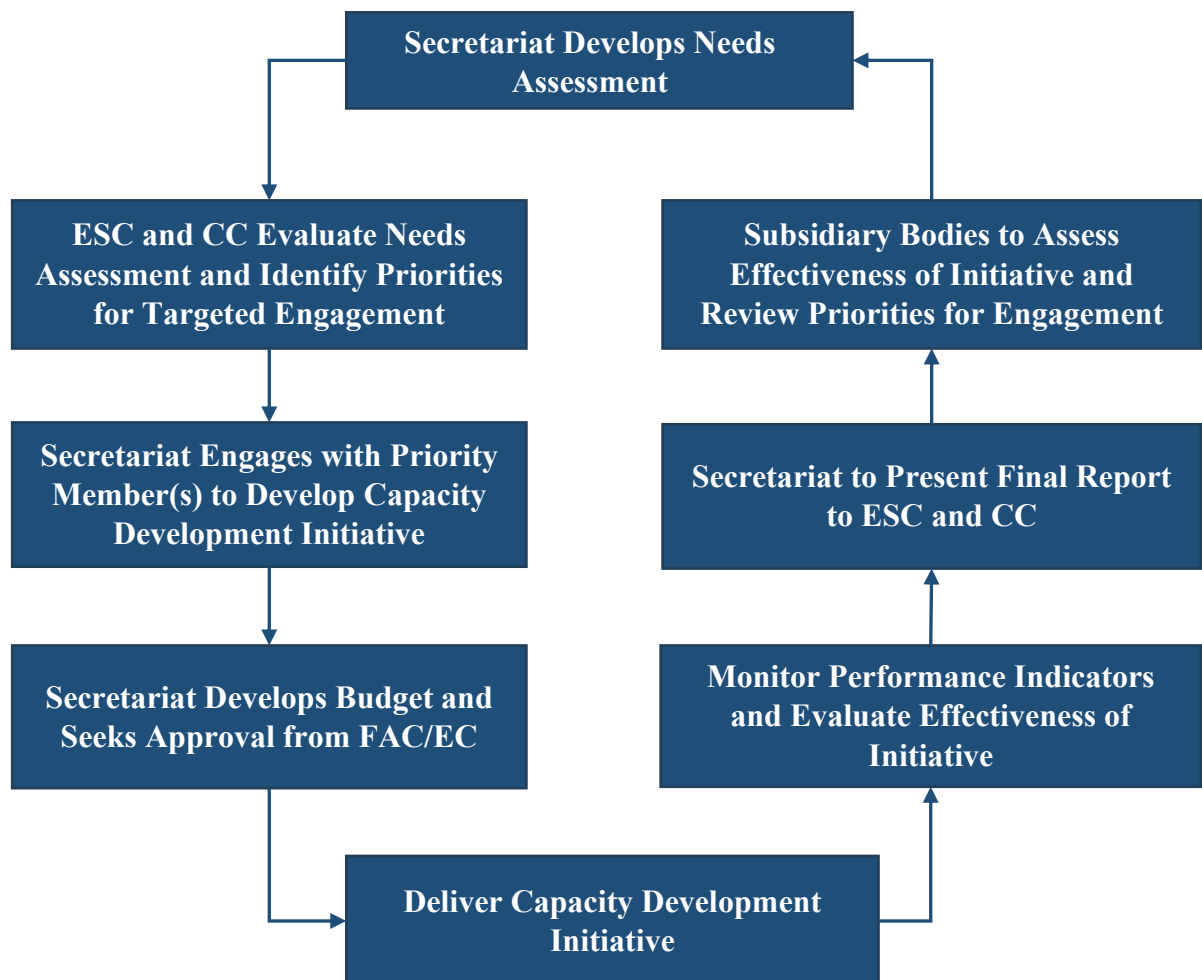 Secretariat Develops Needs
Assessment
ESC and CC Evaluate Needs
Assessment and Identify Priorities
for Targeted Engagement
Secretariat Engages with Priority
Member(s) to Develop Capacity
Development Initiative
Secretariat Develops Budget and
Seeks Approval from FAC/EC
Deliver Capacity Development
Initiative
Monitor Performance Indicators
and Evaluate Effectiveness of
Initiative
Secretariat to Present Final Report
to ESC and CC
Subsidiary Bodies to Assess
Effectiveness of Initiative and
Review Priorities for Engagement